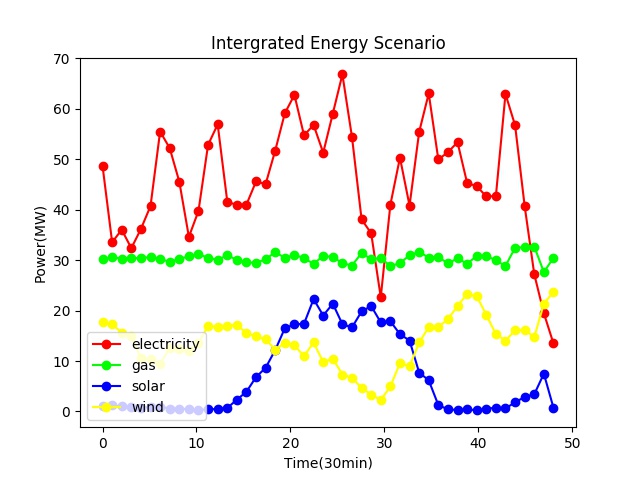 Intergrated Energy Scenario
70
60
50
40
30
20
10
0
Power(MW)
electricity
gas
solar
wind
0 10 20 30 40 50
Time(30min)